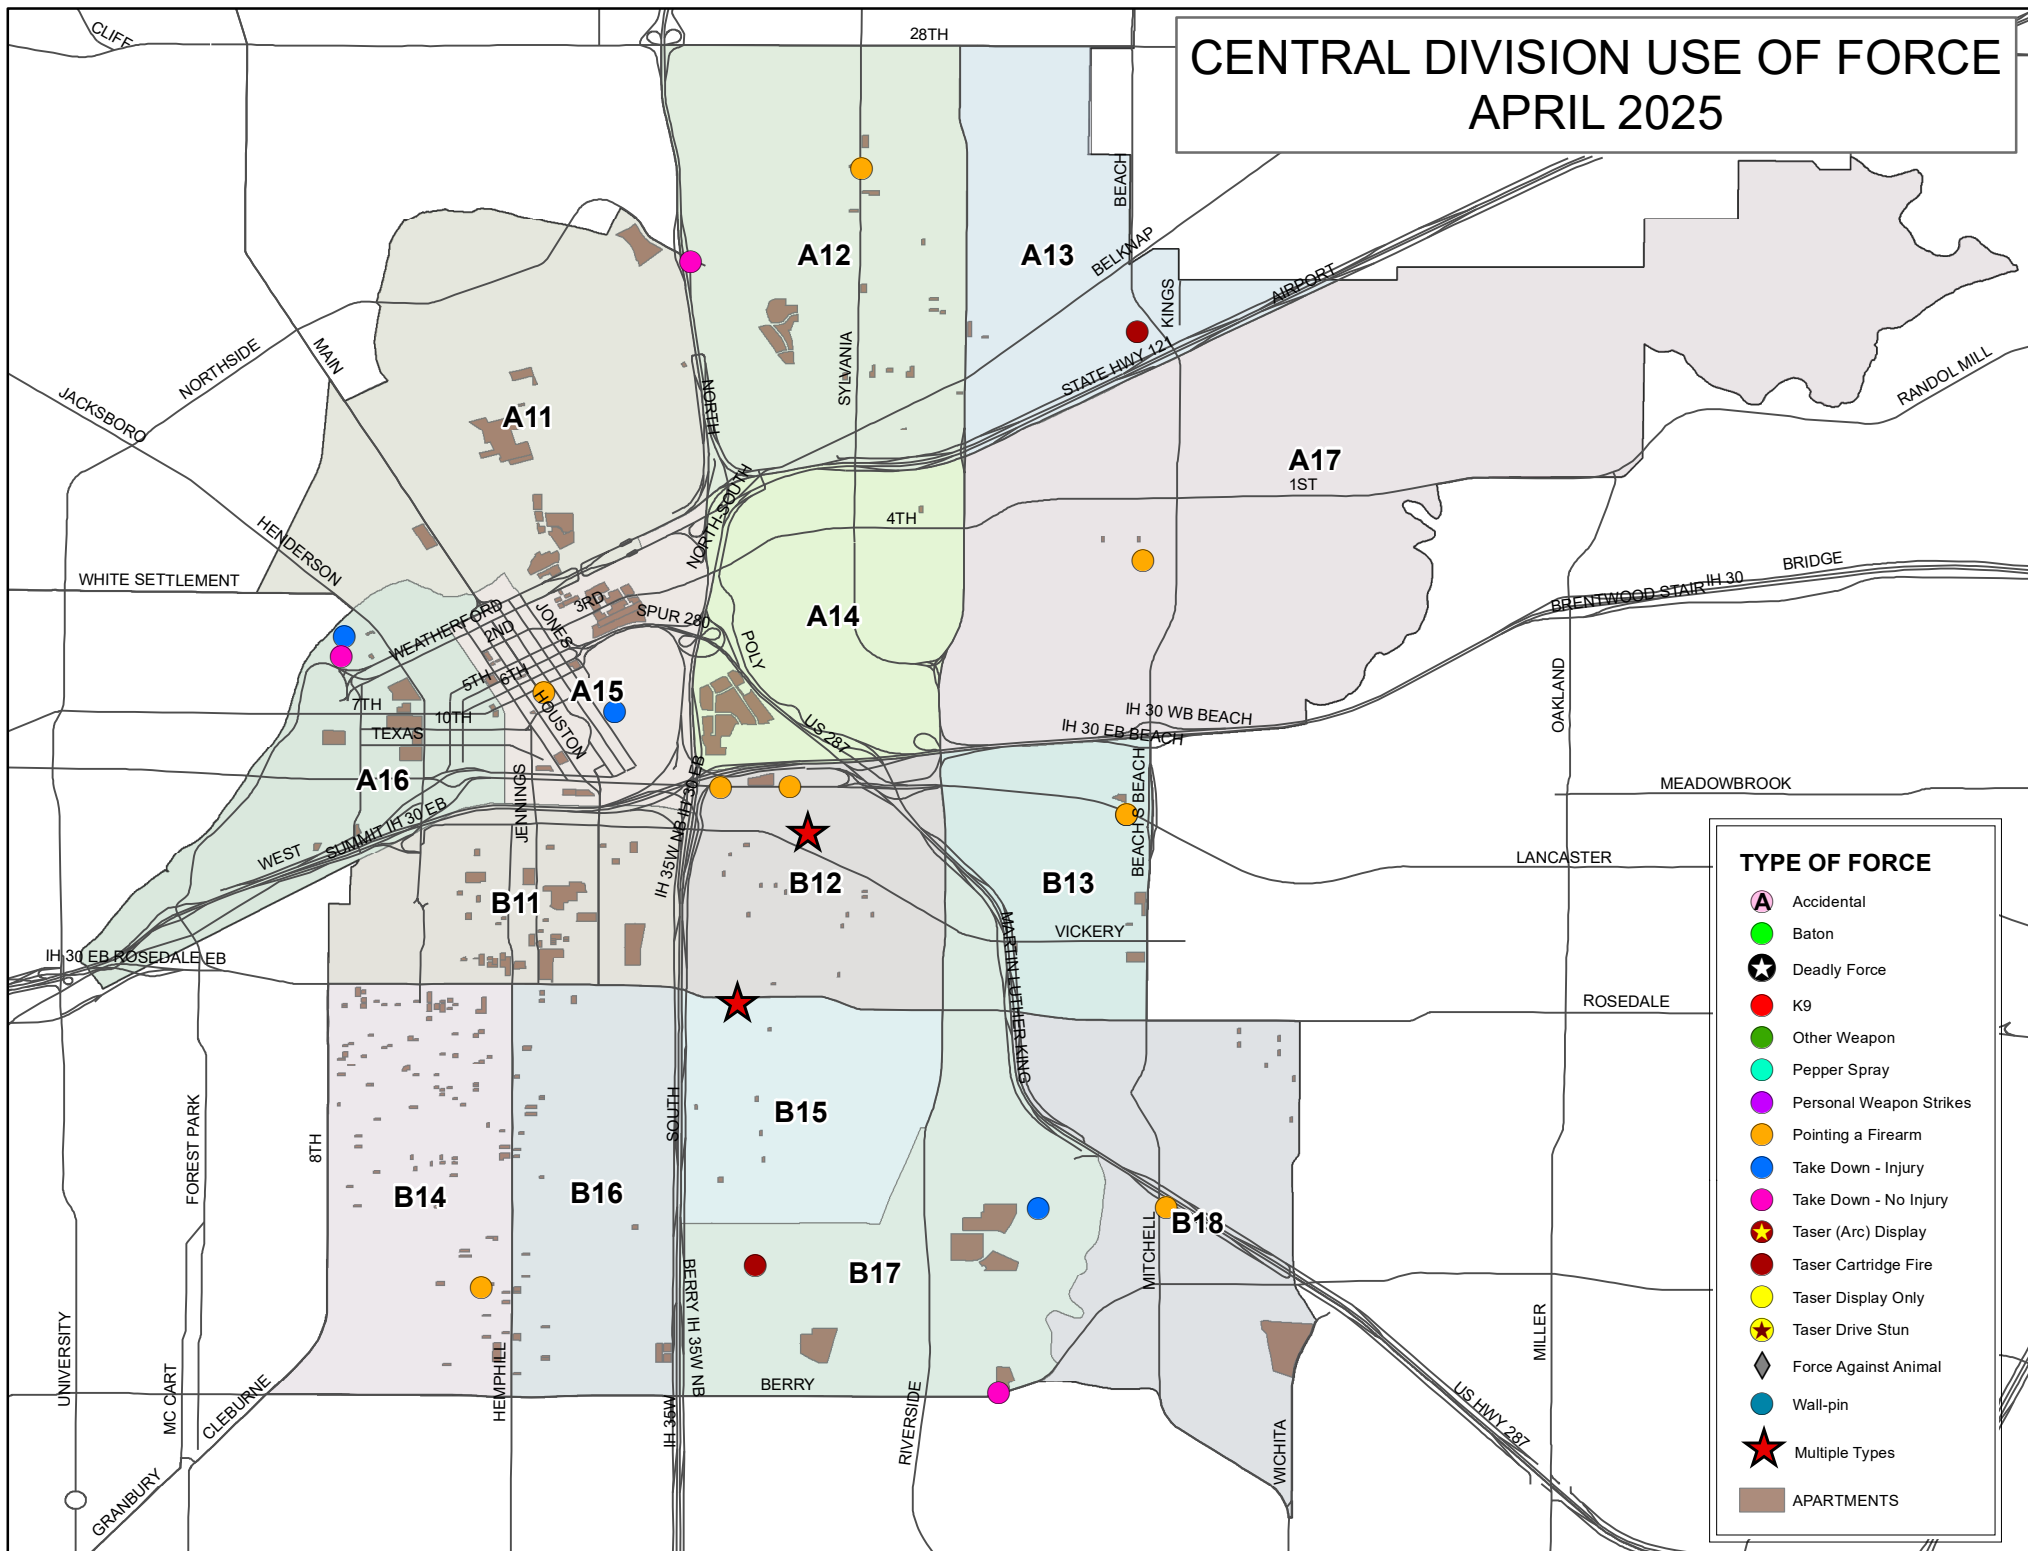 CENTRAL DIVISION USE OF FORCE
APRIL 2025
CLIFF
28TH
BEACH
BELKNAP
A12
A13
KINGS
AIRPORT
NORTHSIDE
MAIN
SYLVANIA
STATE HWY 121
RANDOL MILL
JACKSBORO
NORTH
A11
A17
1ST
NORTH-SOUTH
4TH
HENDERSON
WHITE SETTLEMENT
BRIDGE
IH 30
BRENTWOOD STAIR
WEATHERFORD
2ND
JONES
3RD
SPUR 280
A14
POLY
5TH
6TH
A15
HOUSTON
7TH
10TH
TEXAS
IH 30 WB BEACH
IH 30 EB BEACH
US 287
OAKLAND
A16
JENNINGS
IH 35W NB IH 30 EB
BEACH S BEACH
MEADOWBROOK
SUMMIT IH 30 EB
WEST
LANCASTER
B11
B12
B13
VICKERY
MARTIN LUTHER KING
IH 30 EB ROSEDALE EB
ROSEDALE
FOREST PARK
8TH
SOUTH
B15
B14
B16
B18
MITCHELL
B17
BERRY IH 35W NB
UNIVERSITY
MC CART
CLEBURNE
HEMPHILL
BERRY
IH 35W
RIVERSIDE
MILLER
US HWY 287
WICHITA
GRANBURY
TYPE OF FORCE
A Accidental
Baton
Deadly Force
K9
Other Weapon
Pepper Spray
Personal Weapon Strikes
Pointing a Firearm
Take Down - Injury
Take Down - No Injury
Taser (Arc) Display
Taser Cartridge Fire
Taser Display Only
Taser Drive Stun
Force Against Animal
Wall-pin
Multiple Types
APARTMENTS